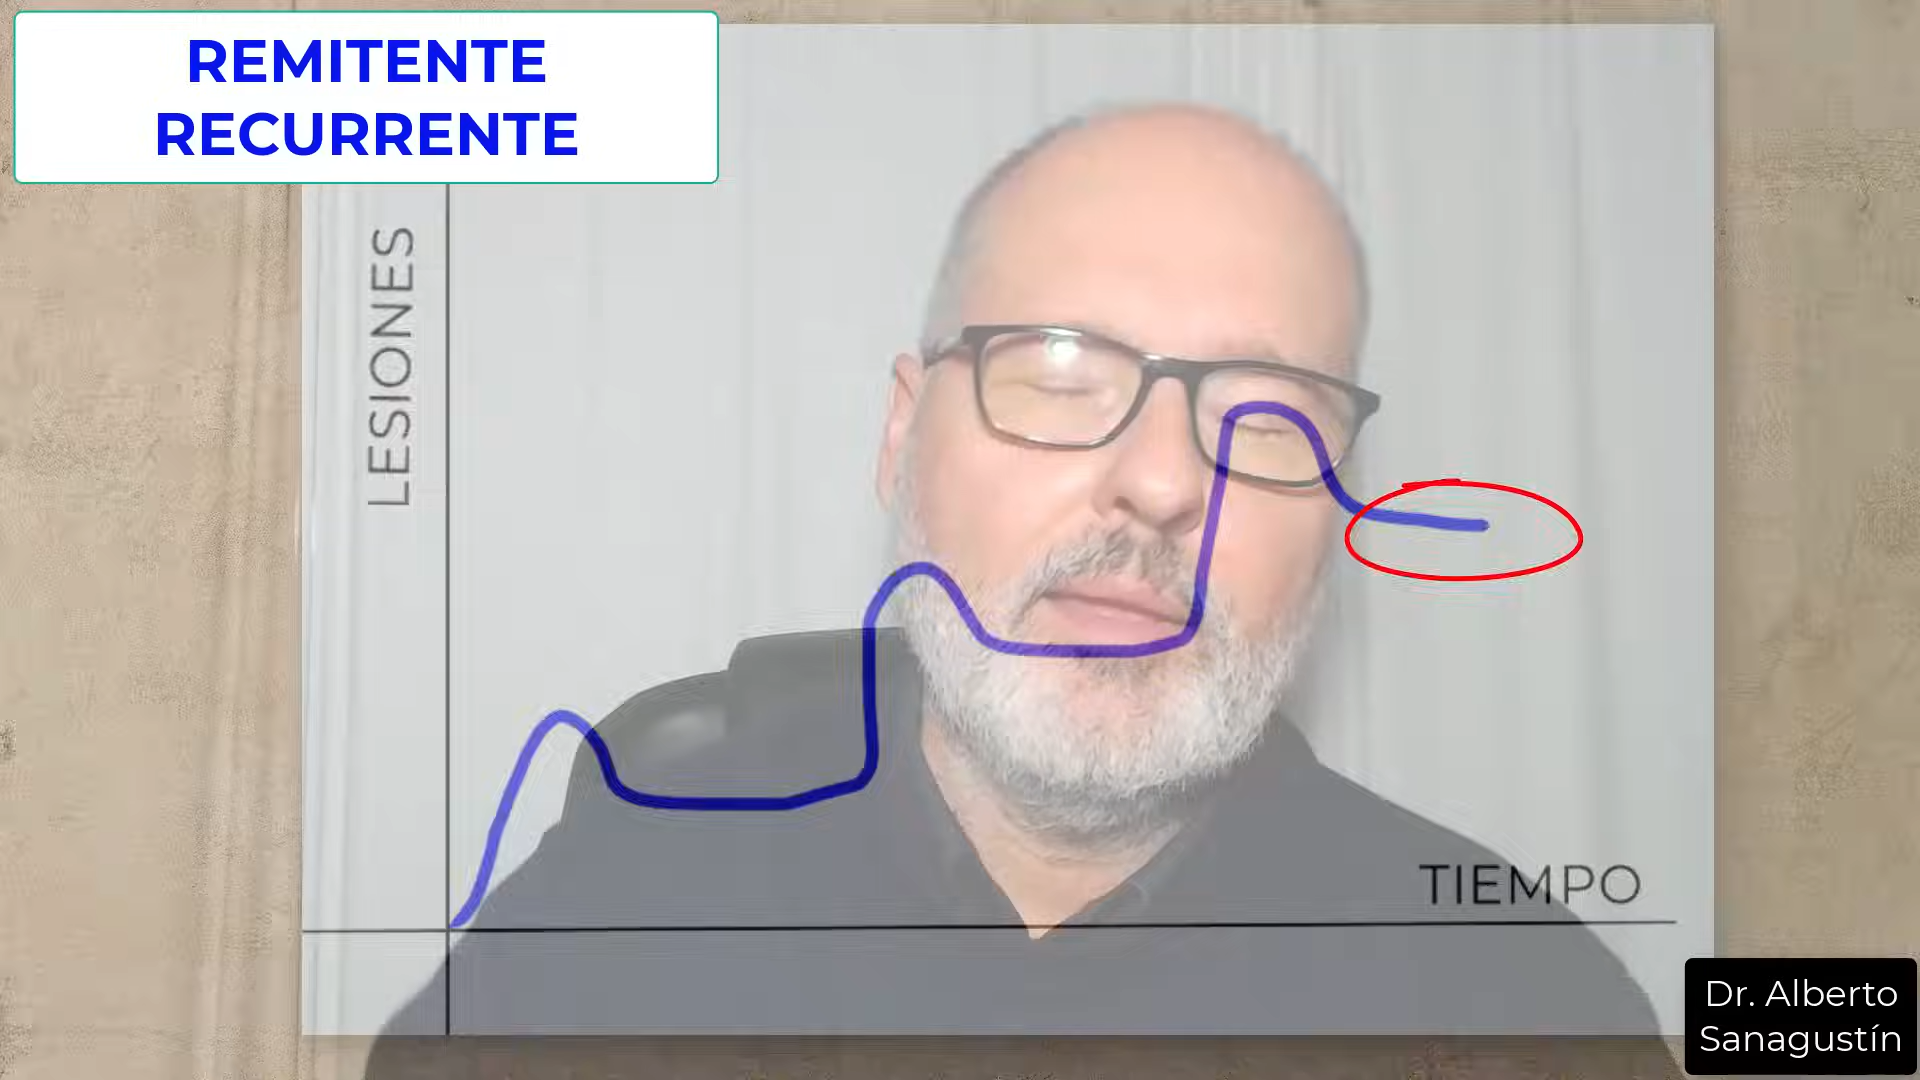 REMITENTE
RECURRENTE
LESIONES
TIEMPO
Dr. Alberto
Sanagustín